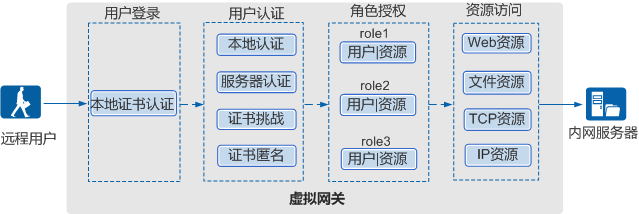 用户登录
用户认证
角色授权
资源访问
远程用户
本地证书认证
本地认证
服务器认证
证书挑战
证书匿名
role1
用户|资源
role2
用户|资源
role3
用户|资源
Web资源
文件资源
TCP资源
IP资源
内网服务器
虚拟网关